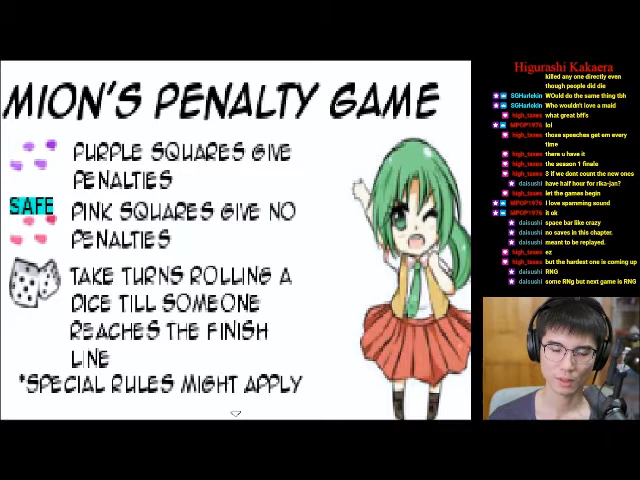 MION'S PENALTY GAME
PURPLE SQUARES GIVE
PENALTIES
SAFE
PINK SQUARES GIVE NO
PENALTIES
TAKE TURNS ROLLING A
DICE TILL SOMEONE
REACHES THE FINISH
LINE
*SPECIAL RULES MIGHT APPLY
Higurashi Kakaera
killed any one directly even
though people did die
SGHarlekin WOuld do the same thing tbh
SGHarlekin Who wouldn't love a maid
high_taxes what great bff's
MPGP1976 lol
high_taxes those speeches get em every
time
high_taxes there u have it
high_taxes the season 1 finale
high_taxes 3 if we dont count the new ones
daisushi have half hour for rika-jan?
high_taxes let the games begin
MPGP1976 I love spamming sound
MPGP1976 it ok
daisushi space bar like crazy
daisushi no saves in this chapter.
daisushi meant to be replayed.
high_taxes ez
high_taxes but the hardest one is coming up
daisushi RNG
daisushi some RNg but next game is RNG